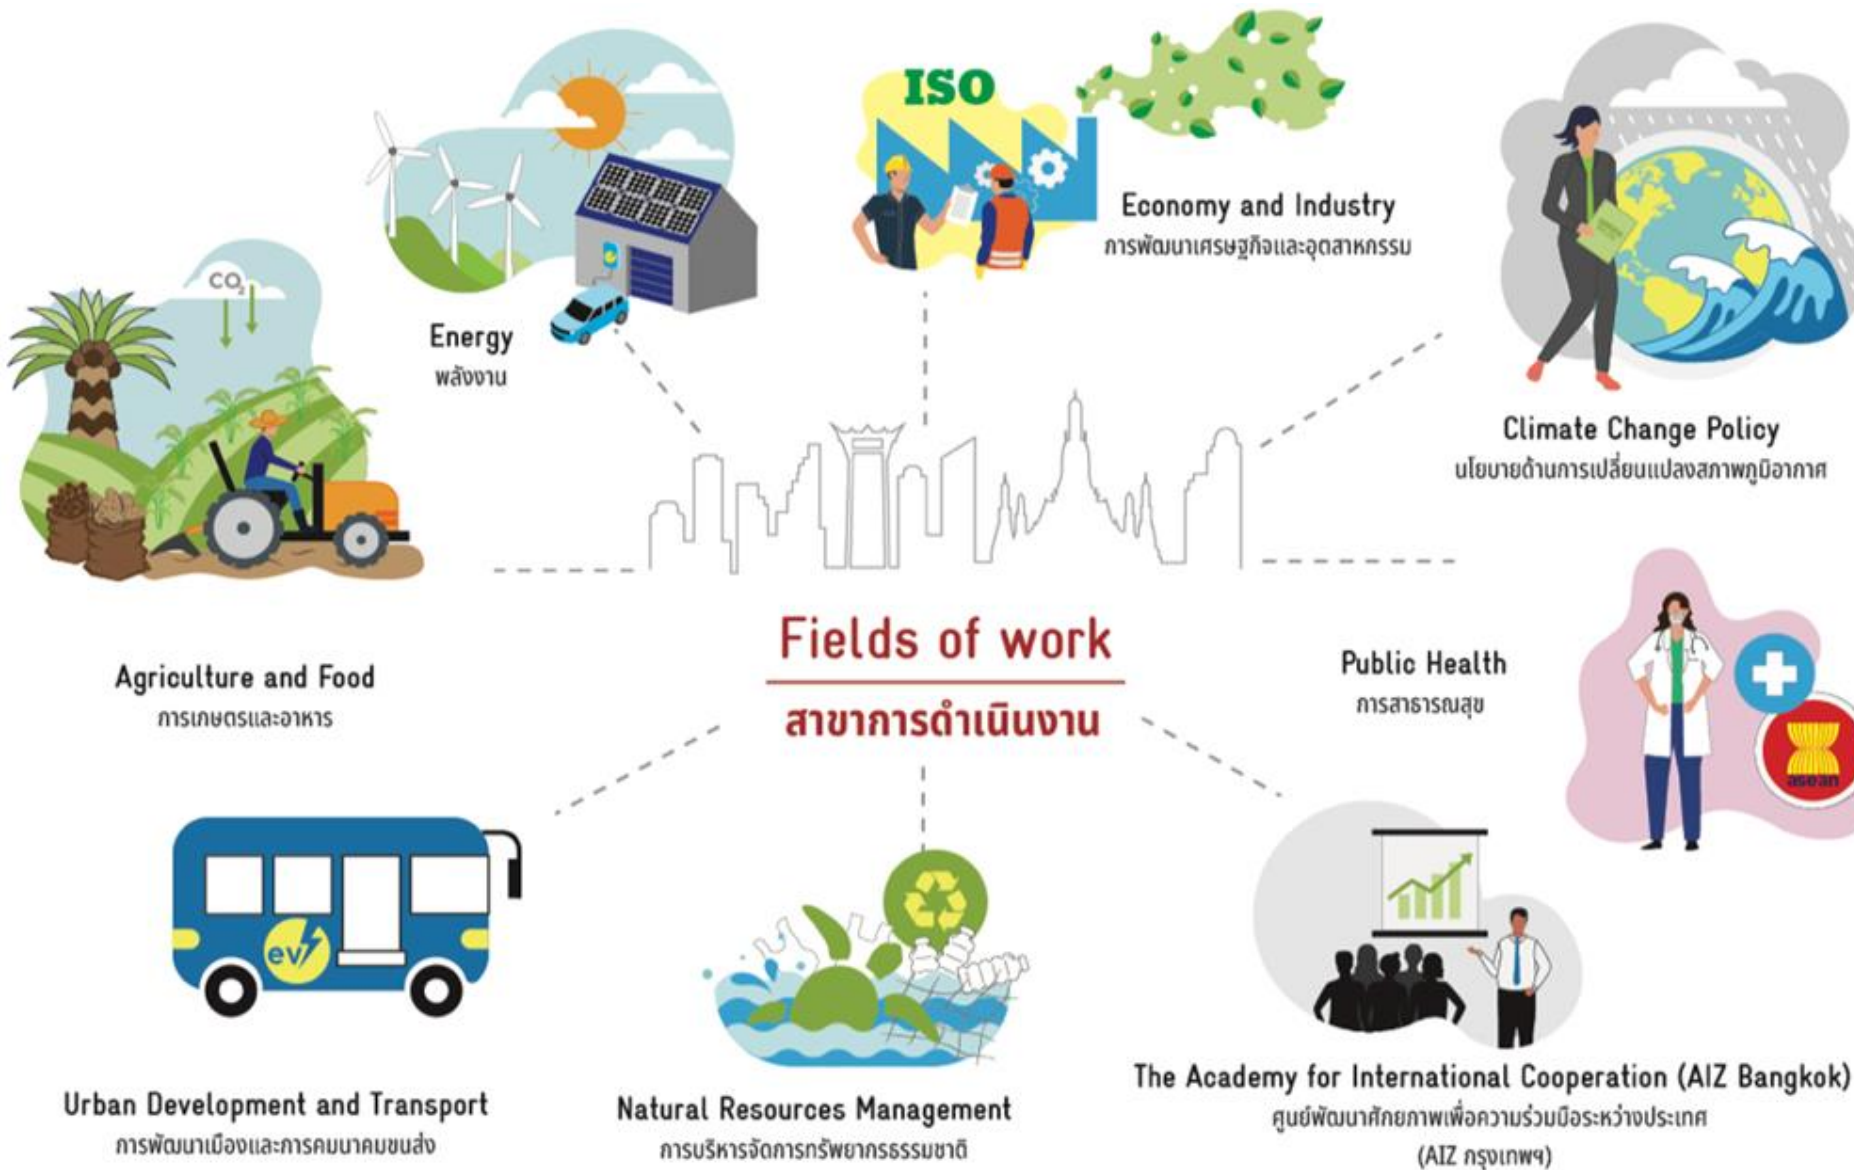 ISO
Economy and Industry
การพัฒนาเศรษฐกิจและอุตสาหกรรม
CO2
Energy
พลังงาน
Climate Change Policy
นโยบายด้านการเปลี่ยนแปลงสภาพภูมิอากาศ
Fields of work
สาขาการดำเนินงาน
Agriculture and Food
การเกษตรและอาหาร
Public Health
การสาธารณสุข
asean
ev
Urban Development and Transport
การพัฒนาเมืองและการคมนาคมขนส่ง
Natural Resources Management
การบริหารจัดการทรัพยากรธรรมชาติ
The Academy for International Cooperation (AIZ Bangkok)
ศูนย์พัฒนาศักยภาพเพื่อความร่วมมือระหว่างประเทศ
(AIZ กรุงเทพฯ)